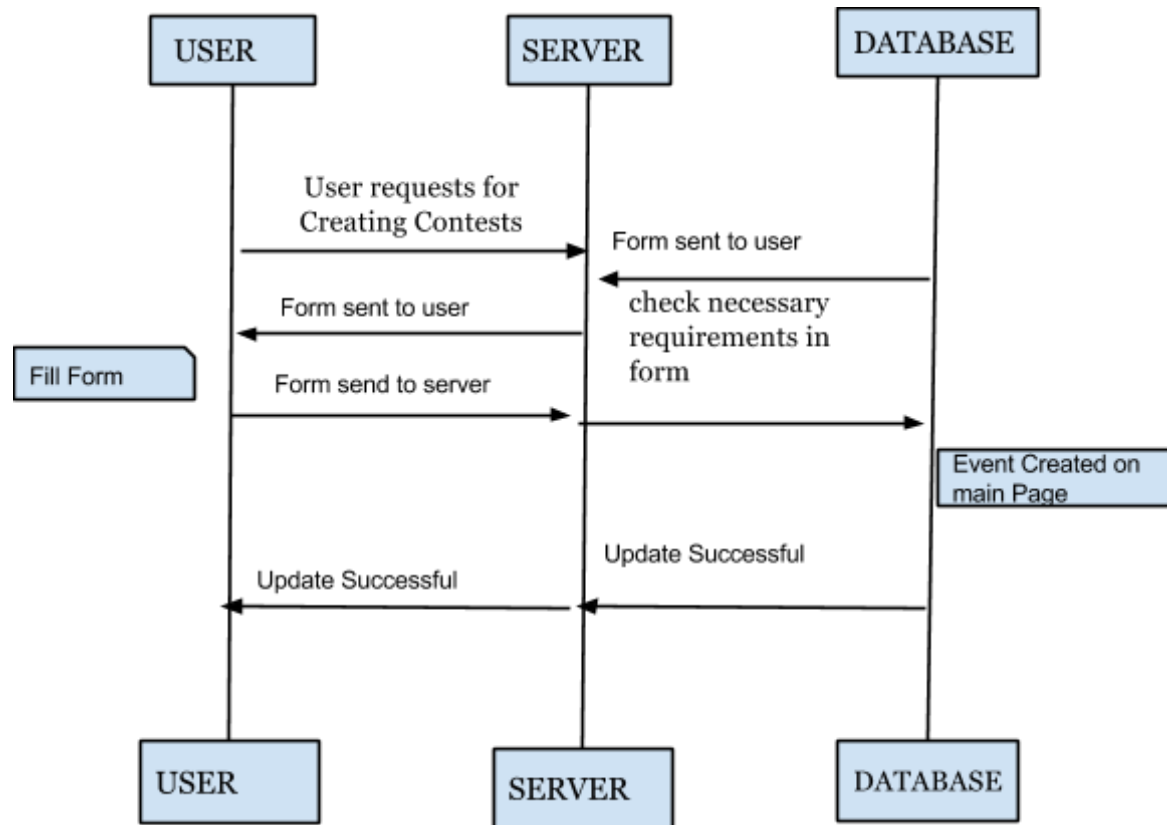 USER
SERVER
DATABASE
User requests for
Creating Contests
Form sent to user
Form sent to user
check necessary
requirements in
form
Fill Form
Form send to server
Event Created on
main Page
Update Successful
Update Successful
USER
SERVER
DATABASE